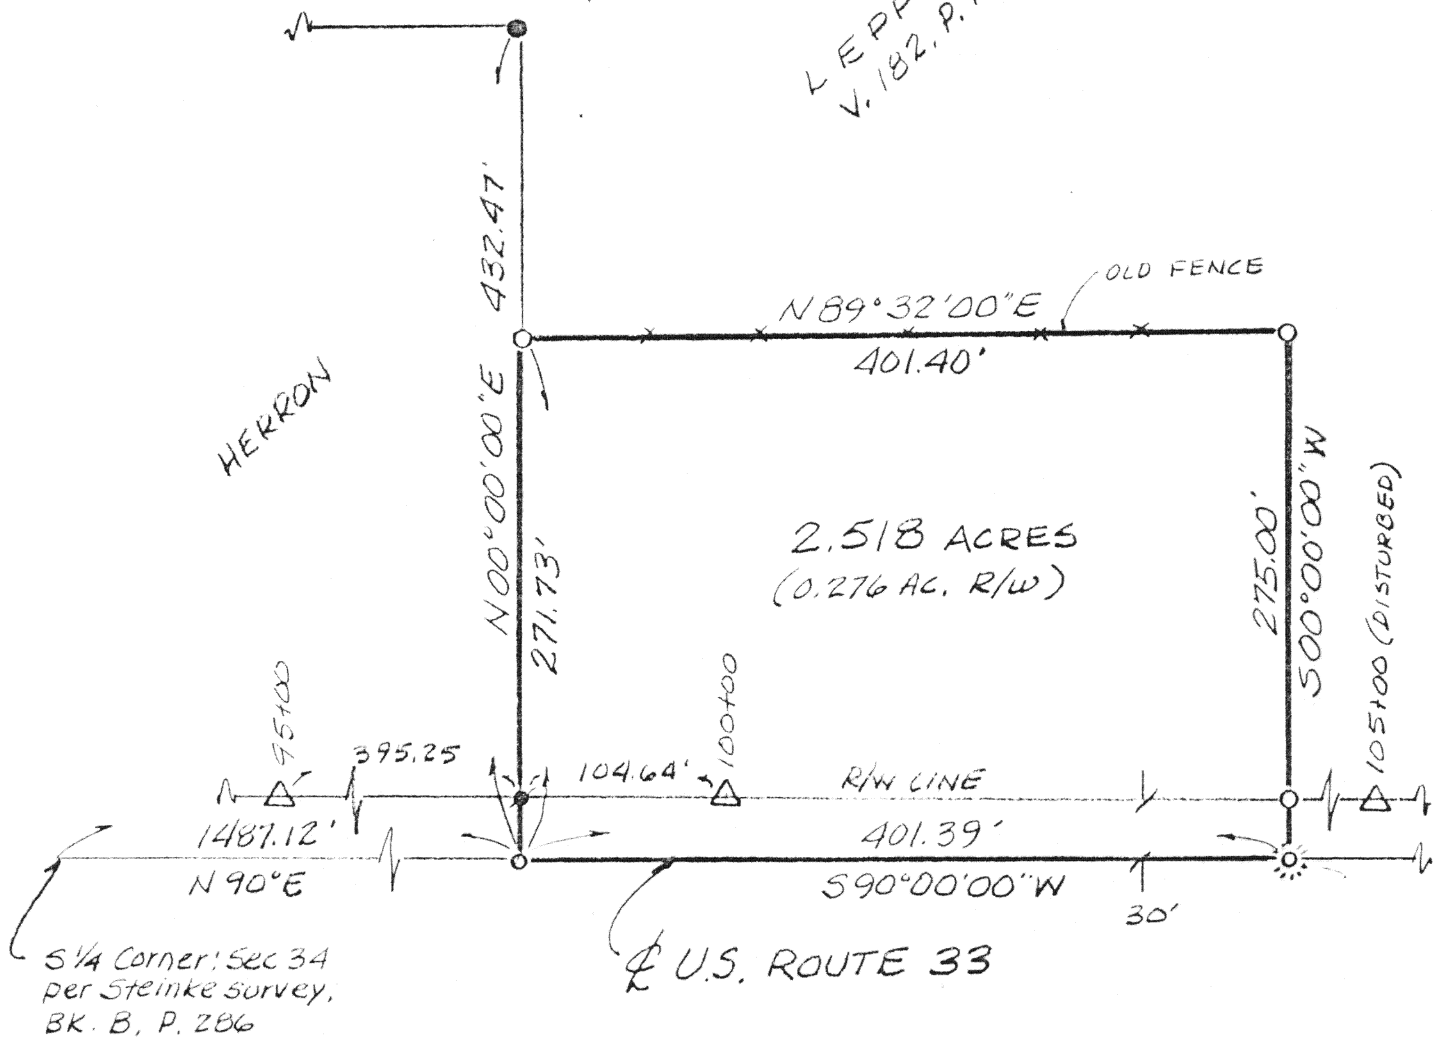 LEPP
V. 182, P.
432.47'
OLD FENCE
N89°32'00"E
401.40'
HERRON
N00°00'00"E
271.73'
2.518 ACRES
(0.276 AC. R/W)
275.00'
S00°00'00"W
105+00 (DISTURBED)
95+00
395.25
104.64'
100+00
R/W LINE
1487.12'
N90°E
401.39'
S90°00'00"W
30'
℄ U.S. ROUTE 33
S 1/4 Corner: Sec 34
per Steinke survey,
BK. B, P. 286